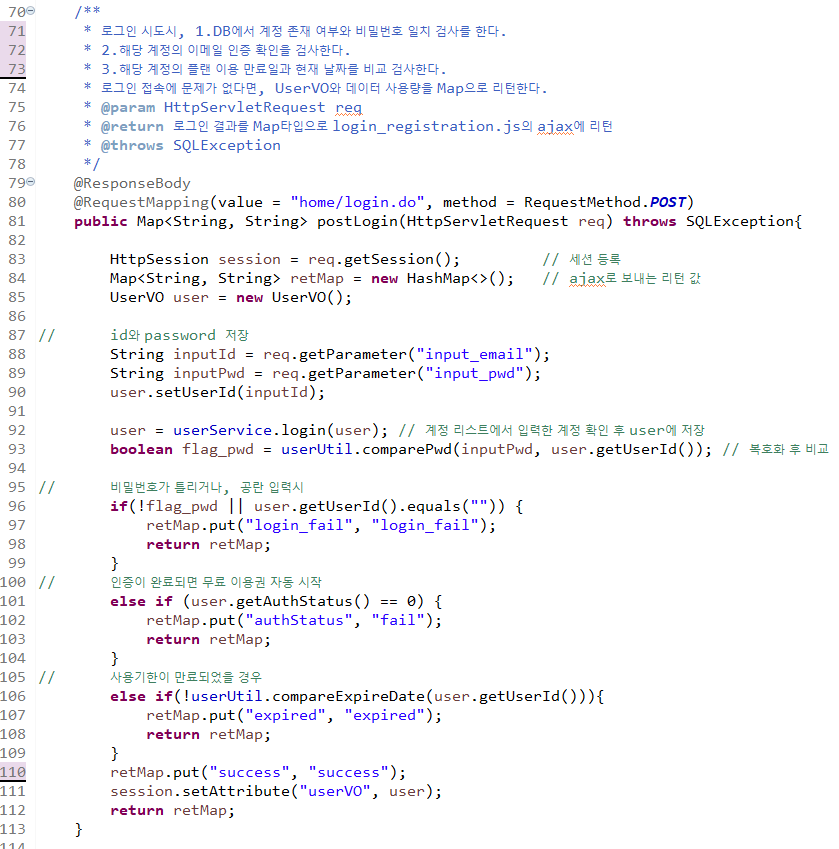 70 /**
71 * 로그인 시도시, 1.DB에서 계정 존재 여부와 비밀번호 일치 검사를 한다.
72 * 2.해당 계정의 이메일 인증 확인을 검사한다.
73 * 3.해당 계정의 플랜 이용 만료일과 현재 날짜를 비교 검사한다.
74 * 로그인 접속에 문제가 없다면, UserVO와 데이터 사용량을 Map으로 리턴한다.
75 * @param HttpServletRequest req
76 * @return 로그인 결과를 Map타입으로 login_registration.js의 ajax에 리턴
77 * @throws SQLException
78 */
79 @ResponseBody
80 @RequestMapping(value = "home/login.do", method = RequestMethod.POST)
81 public Map<String, String> postLogin(HttpServletRequest req) throws SQLException{
82
83 HttpSession session = req.getSession(); // 세션 등록
84 Map<String, String> retMap = new HashMap<>(); // ajax로 보내는 리턴 값
85 UserVO user = new UserVO();
86
87 // id와 password 저장
88 String inputId = req.getParameter("input_email");
89 String inputPwd = req.getParameter("input_pwd");
90 user.setUserId(inputId);
91
92 user = userService.login(user); // 계정 리스트에서 입력한 계정 확인 후 user에 저장
93 boolean flag_pwd = userUtil.comparePwd(inputPwd, user.getUserId()); // 복호화 후 비교
94
95 // 비밀번호가 틀리거나, 공란 입력시
96 if(!flag_pwd || user.getUserId().equals("")) {
97 retMap.put("login_fail", "login_fail");
98 return retMap;
99 }
100 // 인증이 완료되면 무료 이용권 자동 시작
101 else if (user.getAuthStatus() == 0) {
102 retMap.put("authStatus", "fail");
103 return retMap;
104 }
105 // 사용기한이 만료되었을 경우
106 else if(!userUtil.compareExpireDate(user.getUserId())){
107 retMap.put("expired", "expired");
108 return retMap;
109 }
110 retMap.put("success", "success");
111 session.setAttribute("userVO", user);
112 return retMap;
113 }
114